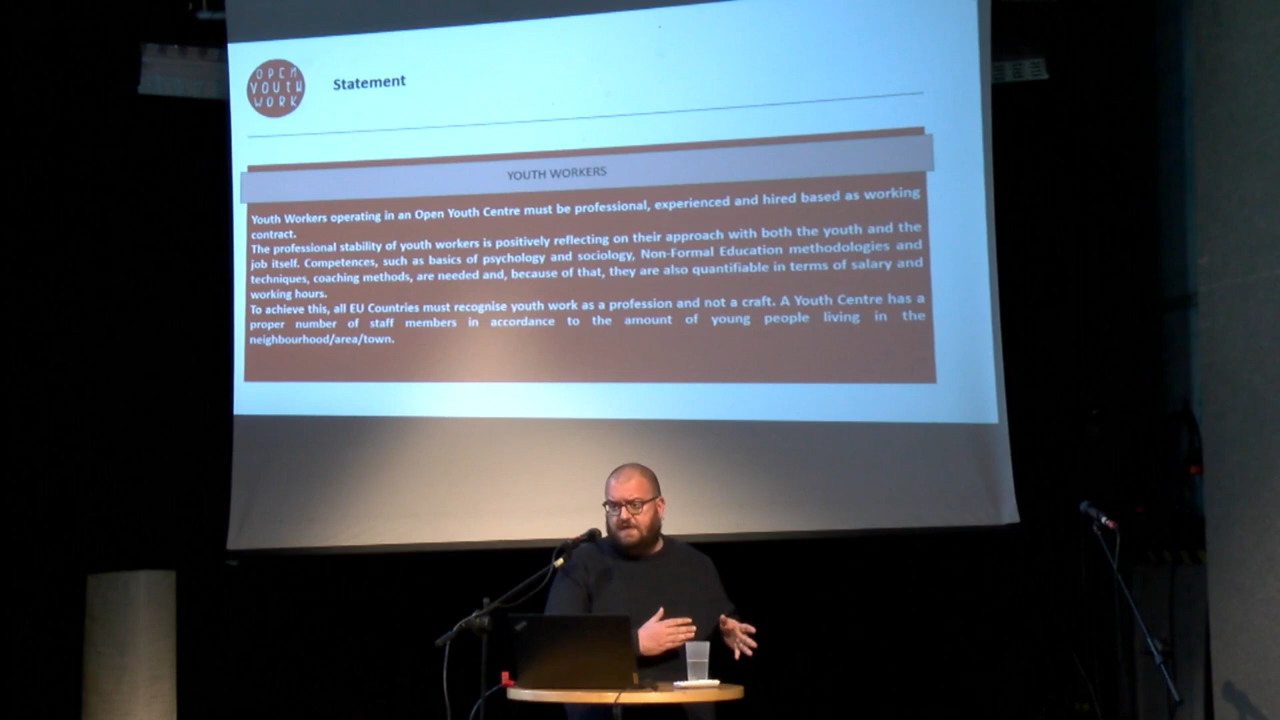 OPEN
YOUTH
WORK
Statement
YOUTH WORKERS
Youth Workers operating in an Open Youth Centre must be professional, experienced and hired based as working
contract.
The professional stability of youth workers is positively reflecting on their approach with both the youth and the
job itself. Competences, such as basics of psychology and sociology, Non-Formal Education methodologies and
techniques, coaching methods, are needed and, because of that, they are also quantifiable in terms of salary and
working hours.
To achieve this, all EU Countries must recognise youth work as a profession and not a craft. A Youth Centre has a
proper number of staff members in accordance to the amount of young people living in the
neighbourhood/area/town.